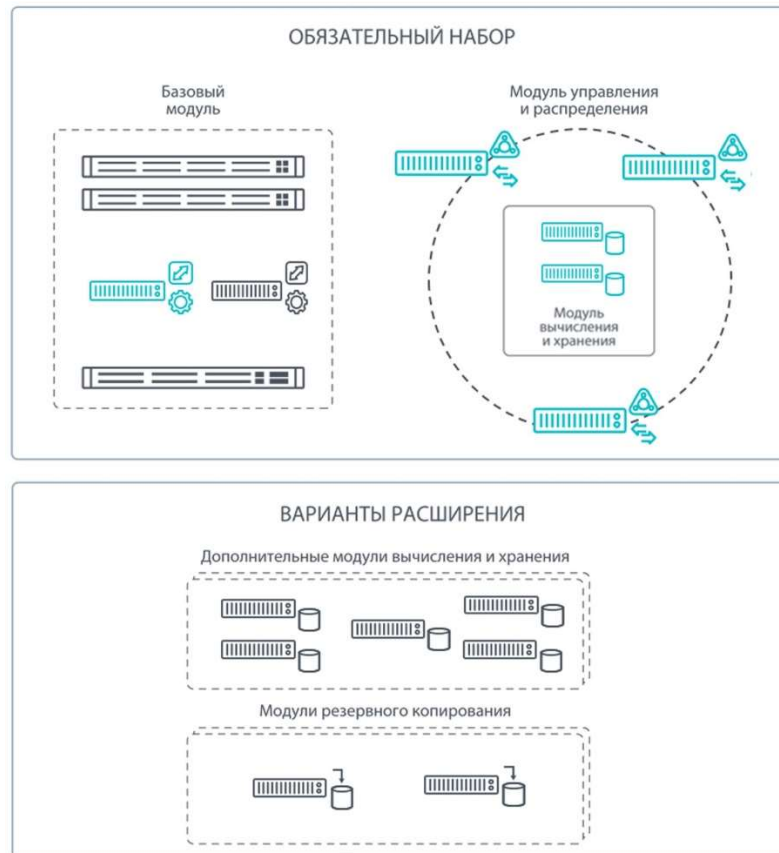 ОБЯЗАТЕЛЬНЫЙ НАБОР
Базовый
модуль
Модуль управления
и распределения
Модуль
вычисления
и хранения
ВАРИАНТЫ РАСШИРЕНИЯ
Дополнительные модули вычисления и хранения
Модули резервного копирования